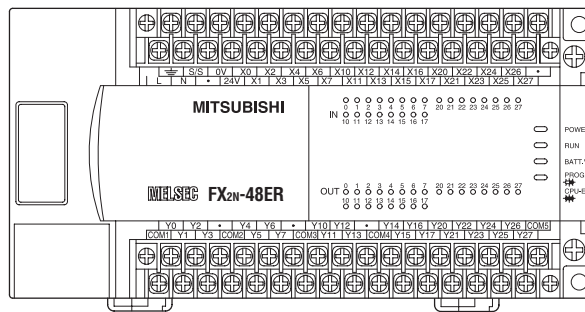 S/S 0V X0 X2 X4 X6 X10 X12 X14 X16 X20 X22 X24 X26 •
L N • 24V X1 X3 X5 X7 X11 X13 X15 X17 X21 X23 X25 X27
MITSUBISHI
0 1 2 3 4 5 6 7 20 21 22 23 24 25 26 27
IN
10 11 12 13 14 15 16 17
POWE
RUN
BATT.V
PROG
CPU-E
MELSEC FX2N-48ER
0 1 2 3 4 5 6 7 20 21 22 23 24 25 26 27
OUT
10 11 12 13 14 15 16 17
Y0 Y2 • Y4 Y6 • Y10 Y12 • Y14 Y16 Y20 Y22 Y24 Y26 COM5
COM1 Y1 Y3 COM2 Y5 Y7 COM3 Y11 Y13 COM4 Y15 Y17 Y21 Y23 Y25 Y27